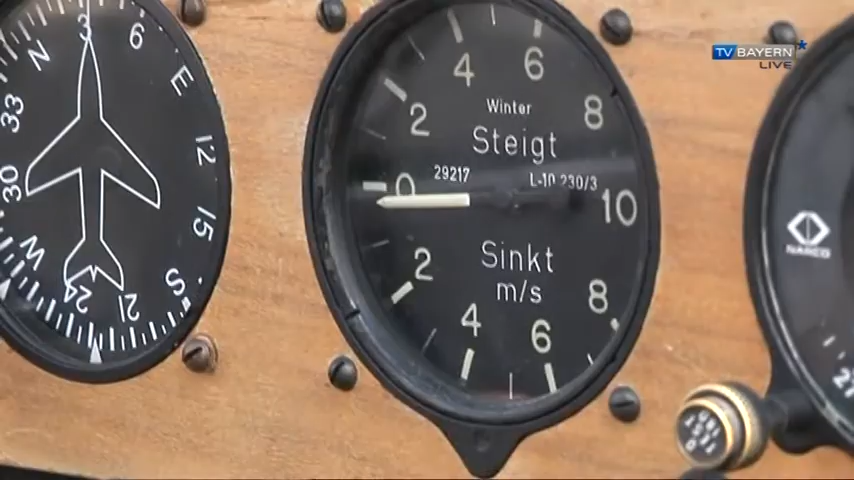 TV BAYERN
LIVE
N 3 6 E 12 15 S 21 24 W 30 33
4 6
2 8
Winter
Steigt
29217 L-10 230/3
0 10
Sinkt
m/s
2 8
4 6
NARCO
27